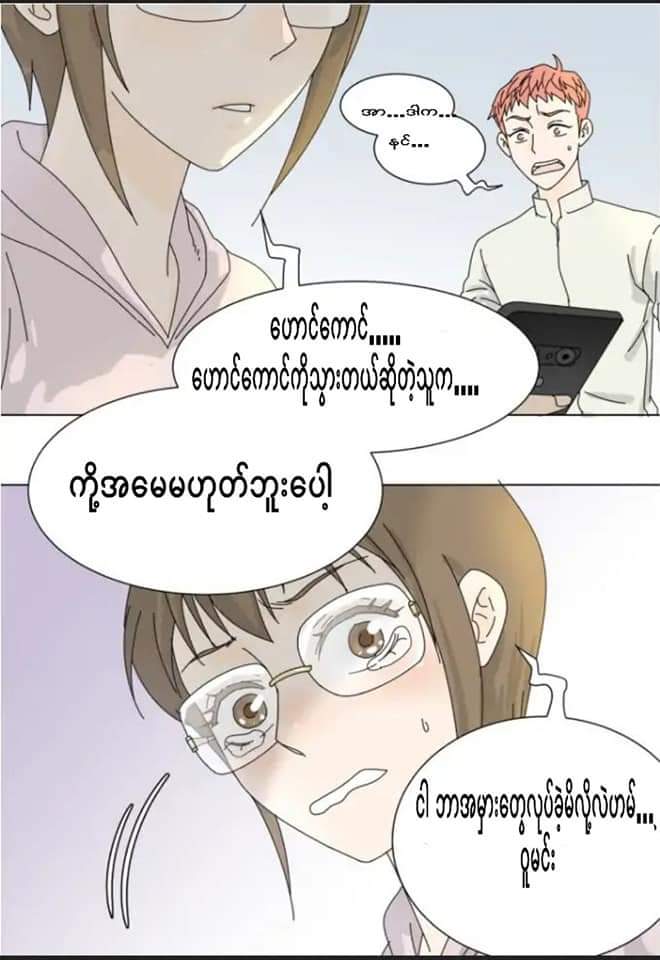 အာ...ဒါက...
နင်...
ဟောင်ကောင်.....
ဟောင်ကောင်ကိုသွားတယ်ဆိုတဲ့သူက....
ကို့အမေမဟုတ်ဘူးပေါ့
ငါ ဘာအမှားတွေလုပ်ခဲ့မိလို့လဲဟမ်...
ဝူမင်း